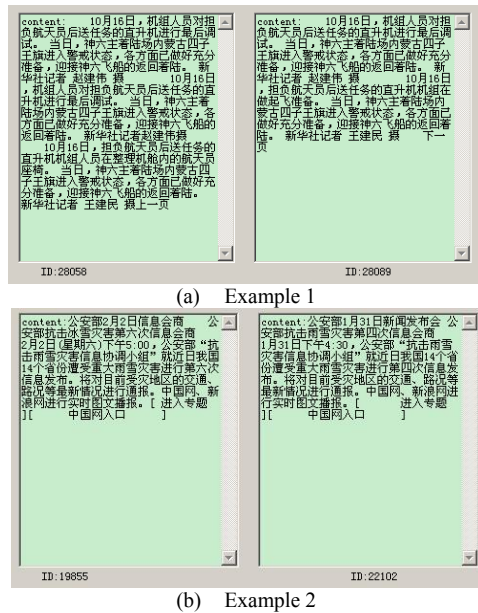 content:    10月16日，机组人员对担
负航天员后送任务的直升机进行最后调
试。 当日，神六主着陆场内蒙古四子
王旗进入警戒状态，各方面已做好充分
准备，迎接神六飞船的返回着陆。 新
华社记者 赵建伟 摄        10月16日
，机组人员对担负航天员后送任务的直
升机进行最后调试。 当日，神六主着
陆场内蒙古四子王旗进入警戒状态，各
方面已做好充分准备，迎接神六飞船的
返回着陆。 新华社记者赵建伟摄
    10月16日，担负航天员后送任务的
直升机机组人员在整理机舱内的航天员
座椅。 当日，神六主着陆场内蒙古四
子王旗进入警戒状态，各方面已做好充
分准备，迎接神六飞船的返回着陆。
新华社记者 王建民 摄上一页
ID:28058
content:    10月16日，机组人员对担
负航天员后送任务的直升机进行最后调
试。 当日，神六主着陆场内蒙古四子
王旗进入警戒状态，各方面已做好充分
准备，迎接神六飞船的返回着陆。 新
华社记者 赵建伟 摄        10月16日
，担负航天员后送任务的直升机机组在
做起飞准备。 当日，神六主着陆场内
蒙古四子王旗进入警戒状态，各方面已
做好充分准备，迎接神六飞船的返回着
陆。 新华社记者 王建民 摄    下一
页
ID:28089
(a) Example 1
content:公安部2月2日信息会商    公
安部抗击冰雪灾害第六次信息会商
2月2日(星期六)下午5:00，公安部“抗
击雨雪灾害信息协调小组”就近日我国
14个省份遭受重大雨雪灾害进行第六次
信息发布。将对目前受灾地区的交通、
路况等最新情况进行通报。中国网、新
浪网进行实时图文播报。[ 进入专题
][    中国网入口    ]
ID:19855
content:公安部1月31日新闻发布会 公
安部抗击雨雪灾害第四次信息会商
1月31日下午4:30，公安部“抗击雨雪
灾害信息协调小组”就近日我国14个省
份遭受重大雨雪灾害进行第四次信息发
布。将对目前受灾地区的交通、路况等
最新情况进行通报。中国网、新浪网进
行实时图文播报。[    进入专题
][    中国网入口    ]
ID:22102
(b) Example 2